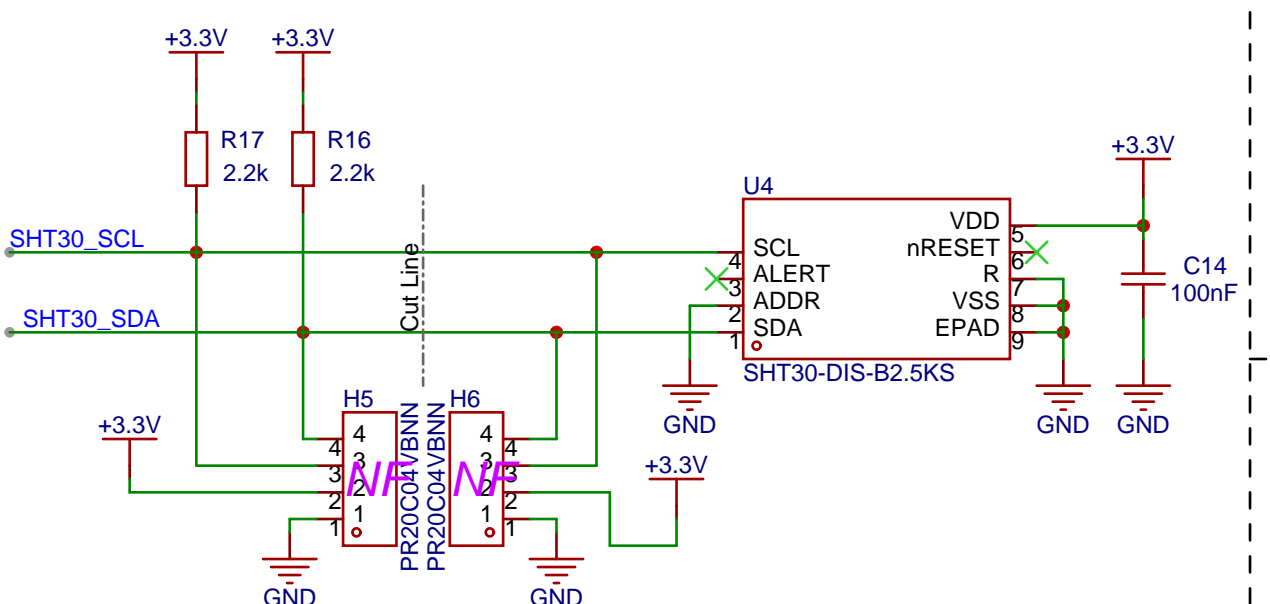 +3.3V
+3.3V
R17
2.2k
R16
2.2k
SHT30_SCL
SHT30_SDA
Cut Line
U4
SCL
4
ALERT
3
ADDR
2
SDA
1
VDD
5
nRESET
6
R
7
VSS
8
EPAD
9
SHT30-DIS-B2.5KS
+3.3V
C14
100nF
GND
GND
GND
H5
4
4
3
3
2
2
1
1
NF
PR20C04VBNN
+3.3V
GND
H6
4
4
3
3
2
2
1
1
NF
PR20C04VBNN
+3.3V
GND